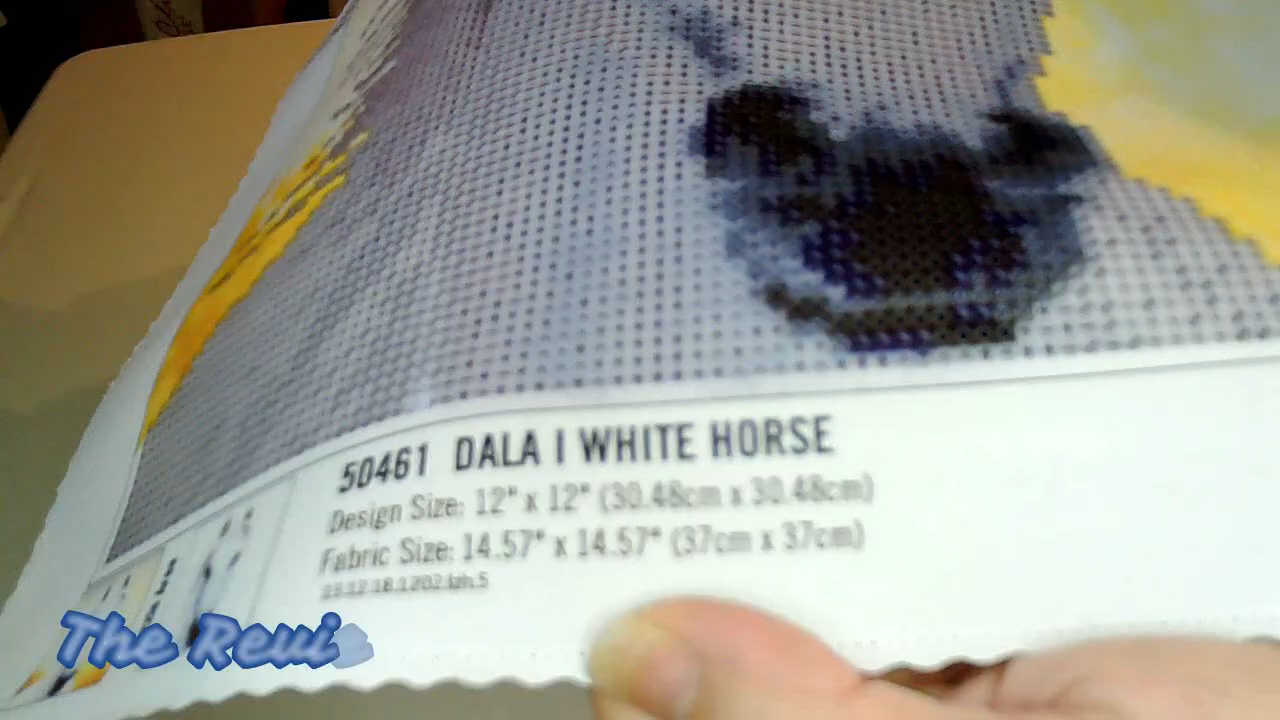 50461 DALA I WHITE HORSE
Design Size: 12" x 12" (30.48cm x 30.48cm)
Fabric Size: 14.57" x 14.57" (37cm x 37cm)
The Revi